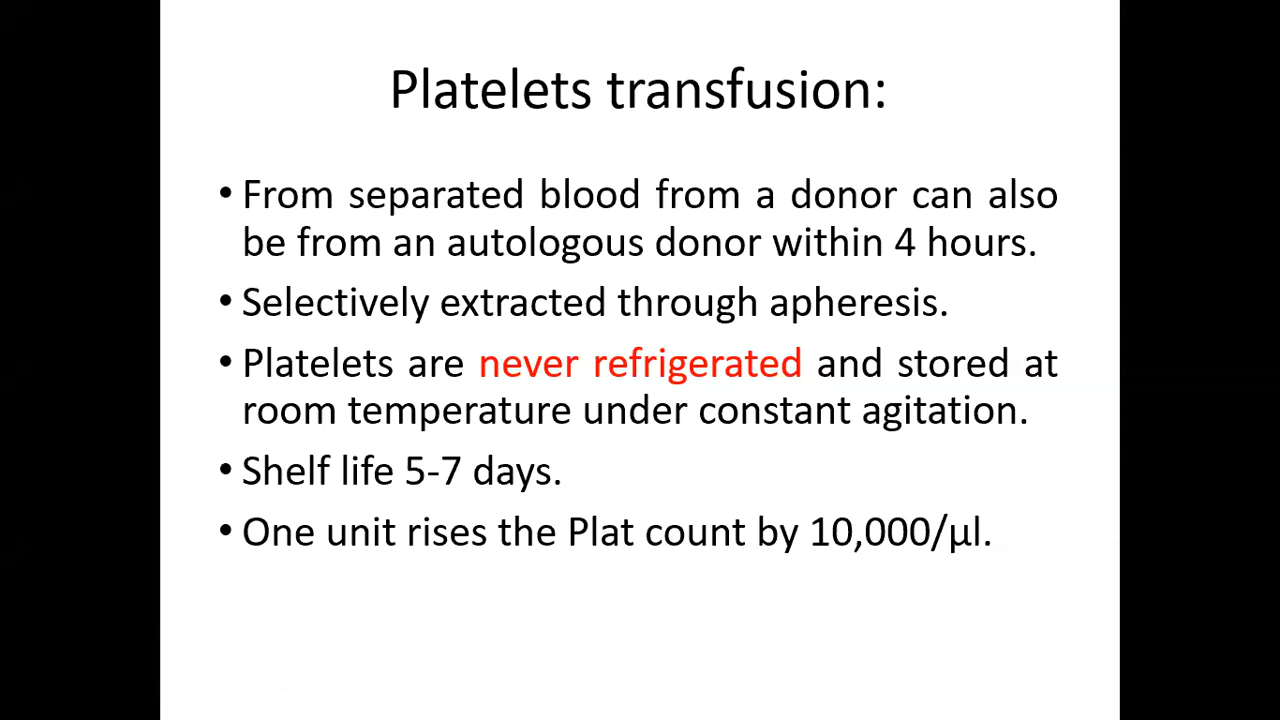 Platelets transfusion:
• From separated blood from a donor can also
be from an autologous donor within 4 hours.
• Selectively extracted through apheresis.
• Platelets are never refrigerated and stored at
room temperature under constant agitation.
• Shelf life 5-7 days.
• One unit rises the Plat count by 10,000/µl.